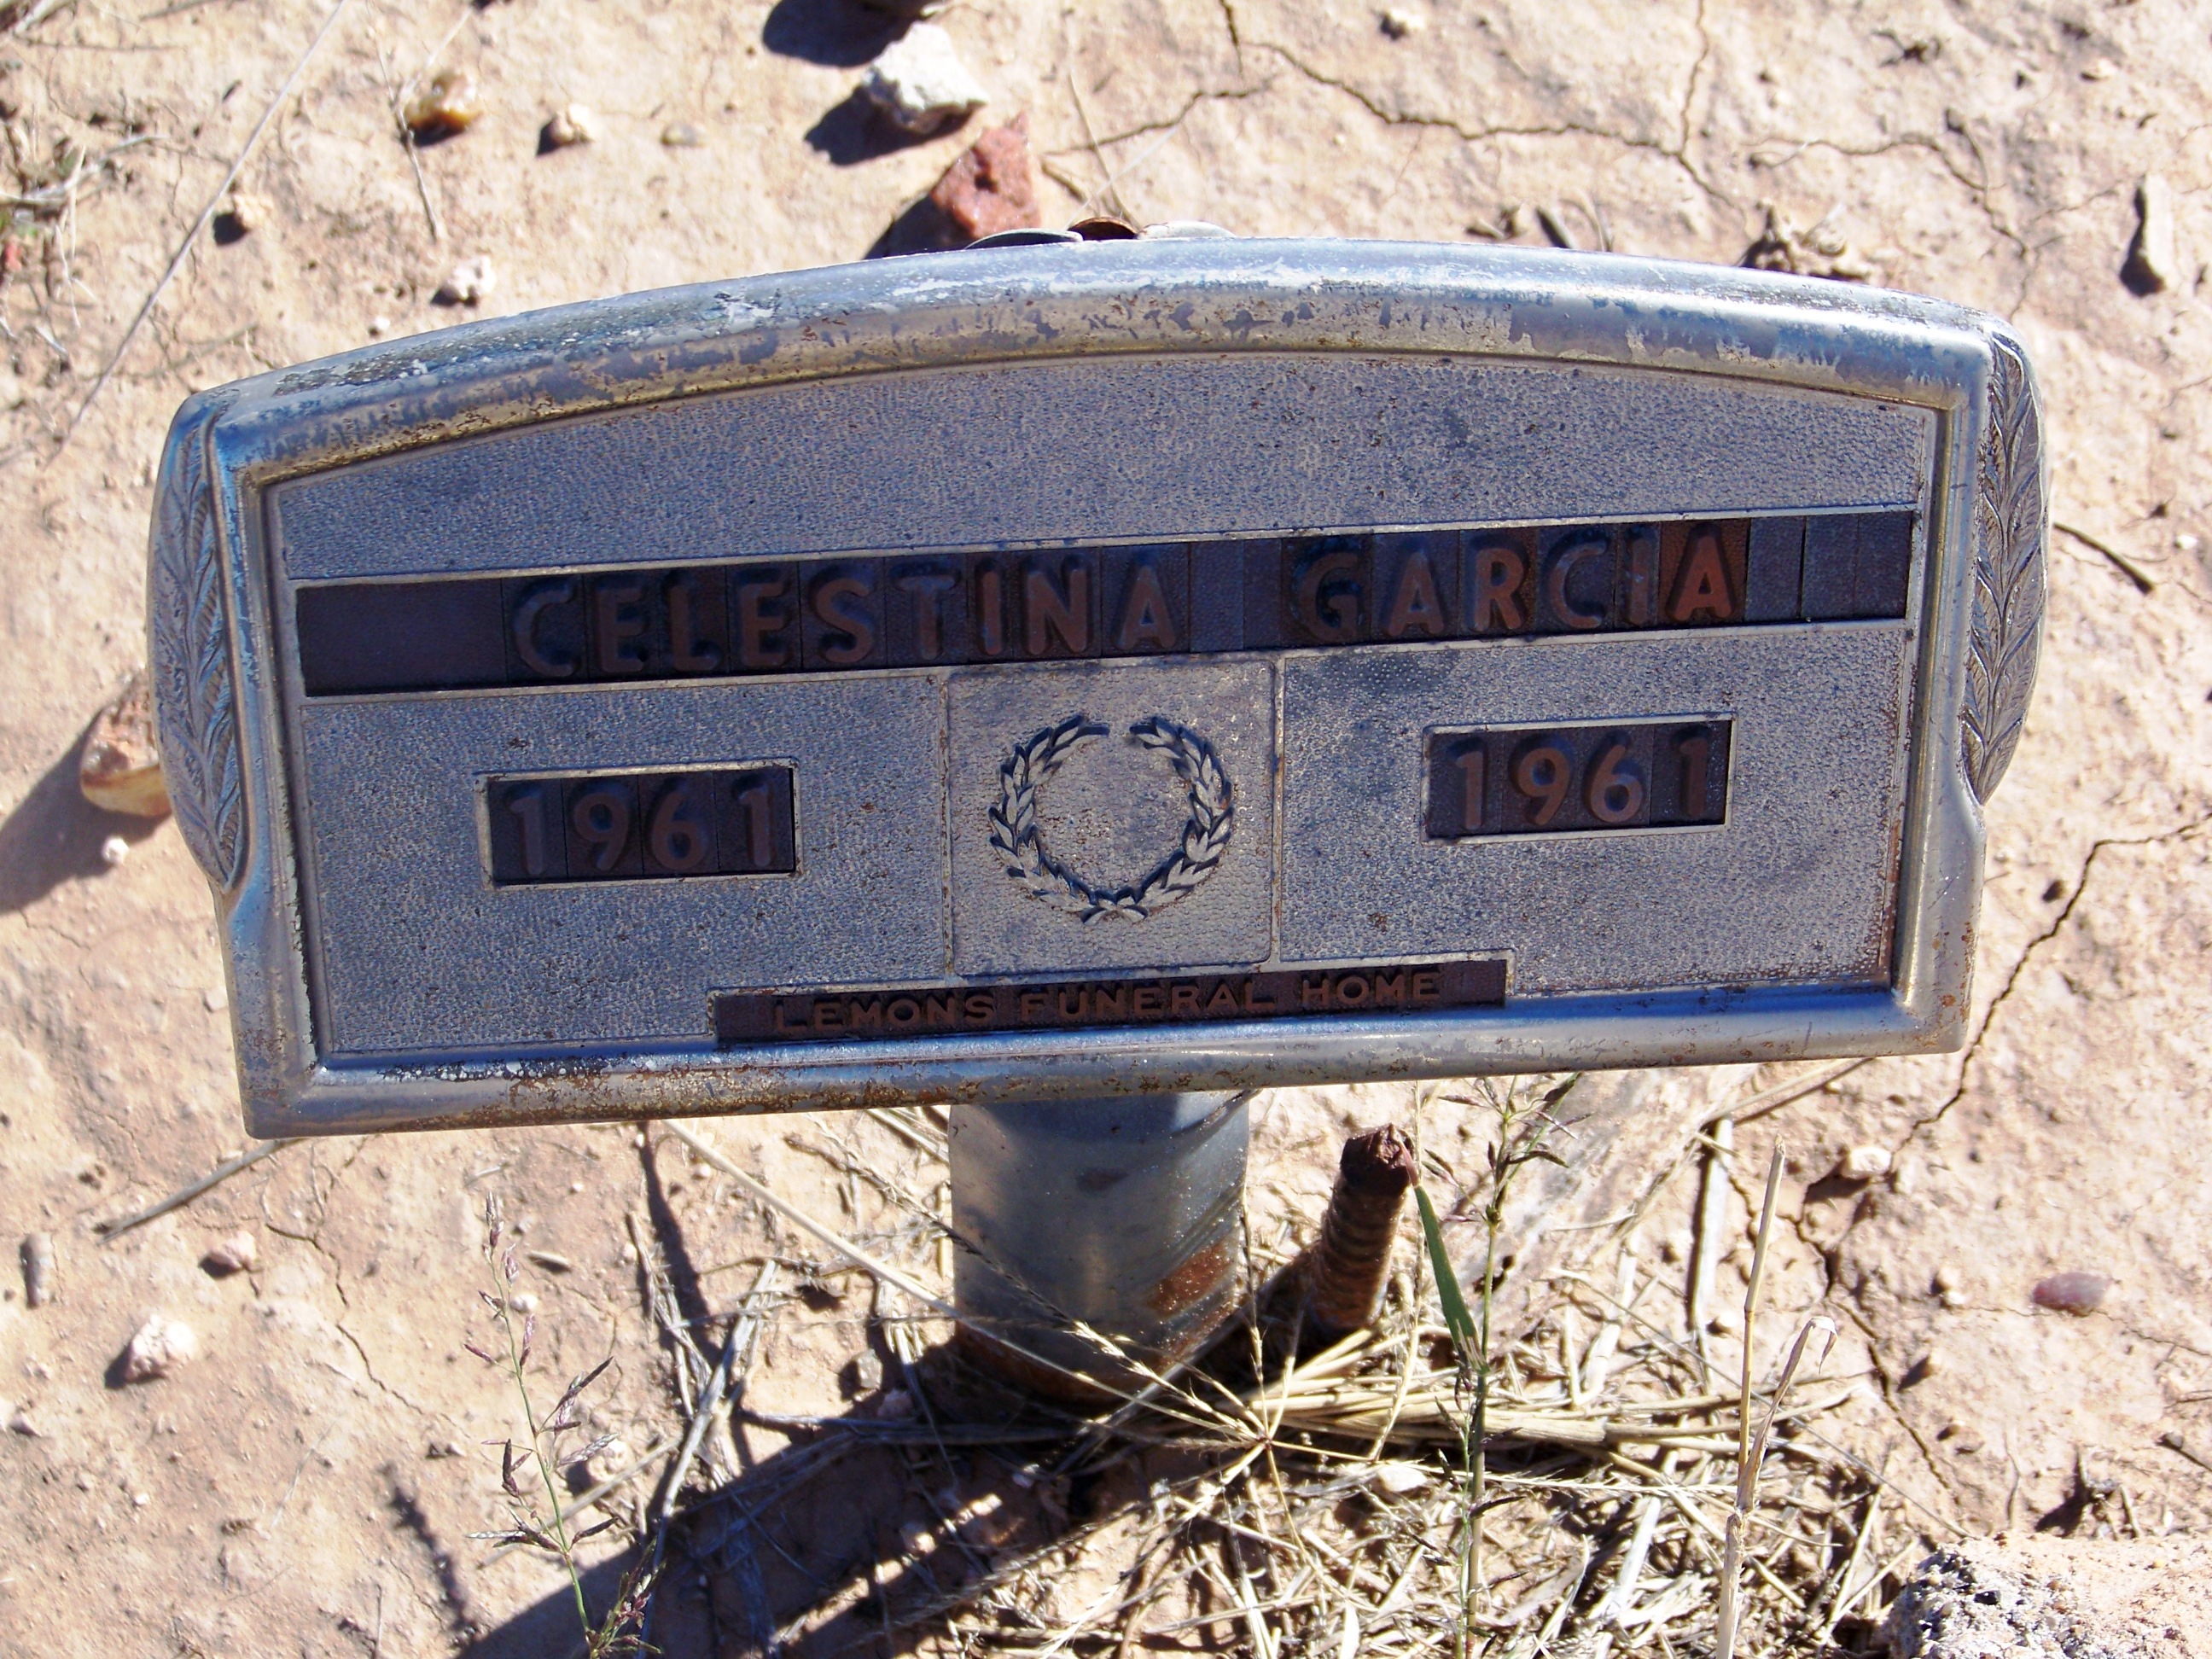 CELESTINA GARCIA
1961 1961
LEMONS FUNERAL HOME